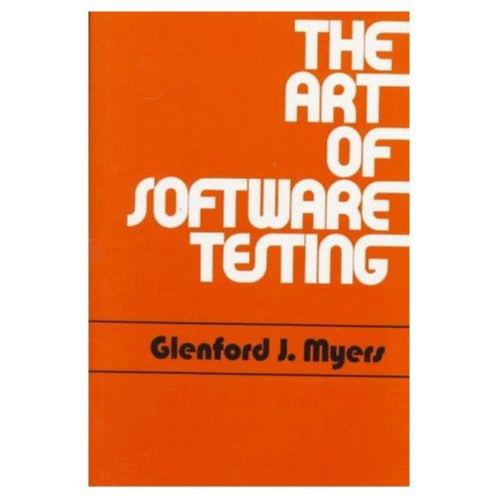 THE
ART
OF
SOFTWARE
TESTING
Glenford J. Myers